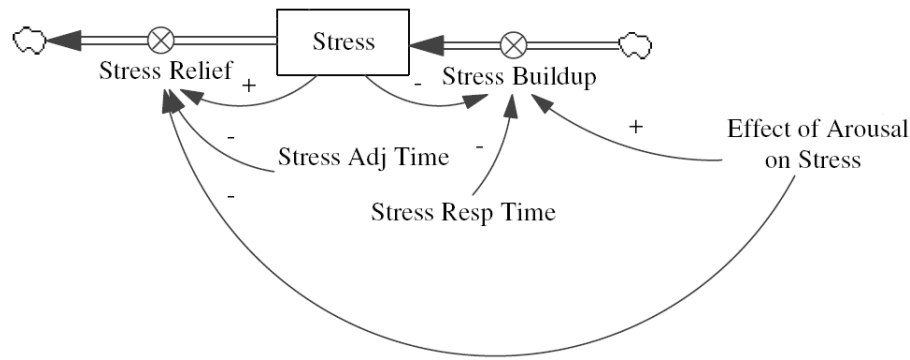 Stress
Stress Relief
Stress Buildup
+
-
-
Stress Adj Time
-
Stress Resp Time
+
Effect of Arousal
on Stress
-